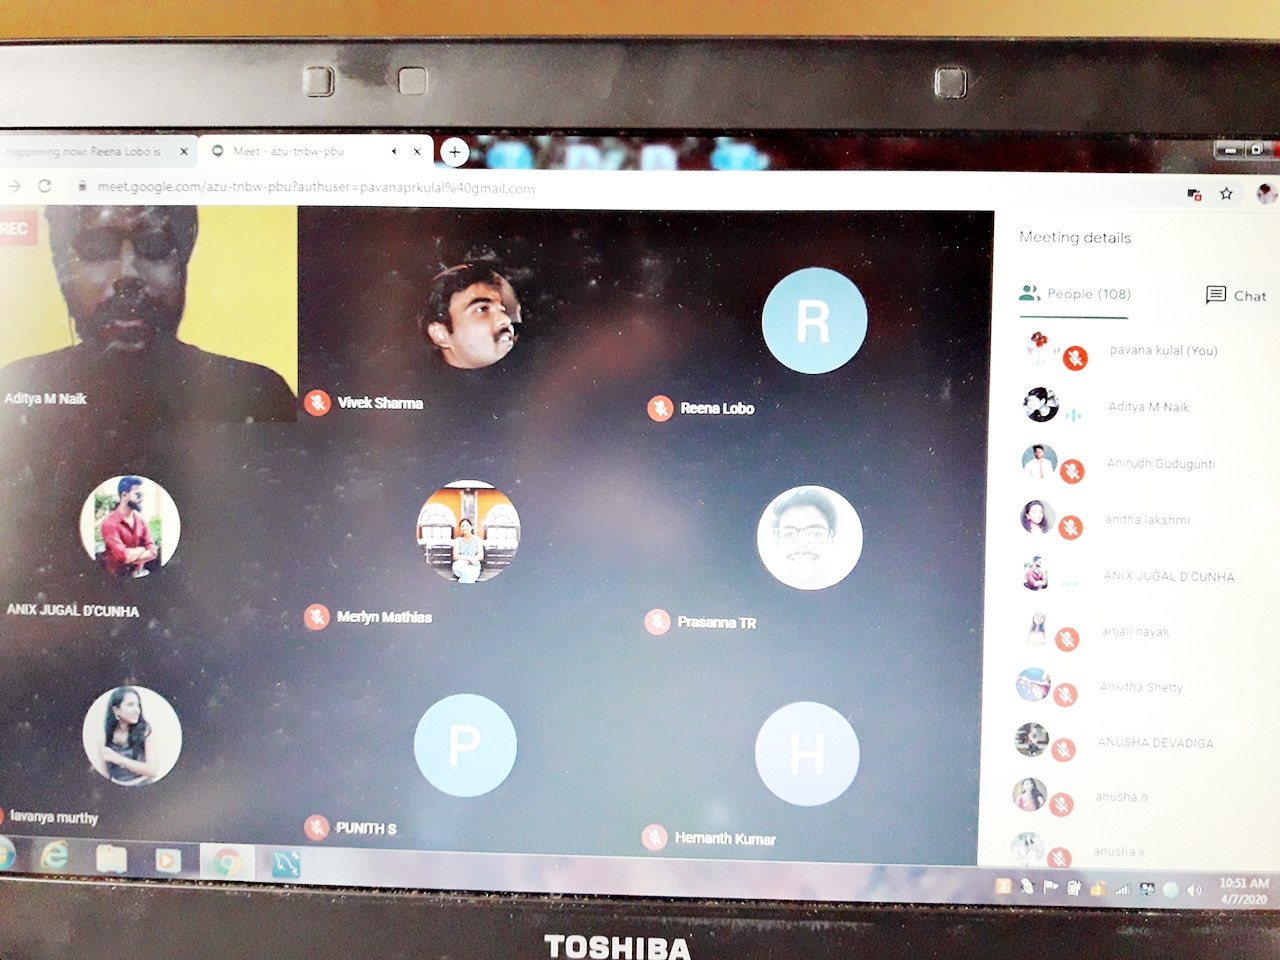 Happening now: Reena Lobo is
Meet - azu-tnbw-pbu
meet.google.com/azu-tnbw-pbu?authuser=pavanaprkulal%40gmail.com
REC
Aditya M Naik
Vivek Sharma
R
Reena Lobo
ANIX JUGAL D'CUNHA
Merlyn Mathias
Prasanna TR
lavanya murthy
P
PUNITH S
H
Hemanth Kumar
Meeting details
People (108)
Chat
pavana kulal (You)
Aditya M Naik
Anirudh Gudugunti
anitha lakshmi
ANIX JUGAL D'CUNHA
anjali nayak
Ankitha Shetty
ANUSHA DEVADIGA
anusha h
anusha k
10:51 AM
4/7/2020
TOSHIBA